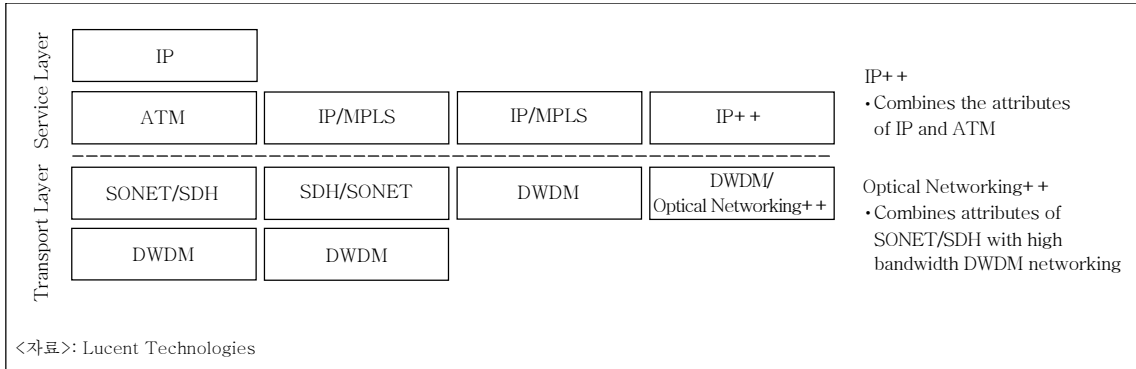 Service Layer
IP
ATM
IP/MPLS
IP/MPLS
IP++
Transport Layer
SONET/SDH
SDH/SONET
DWDM
DWDM/
Optical Networking++
DWDM
DWDM
IP++
•Combines the attributes
of IP and ATM
Optical Networking++
•Combines attributes of
SONET/SDH with high
bandwidth DWDM networking
<자료>: Lucent Technologies